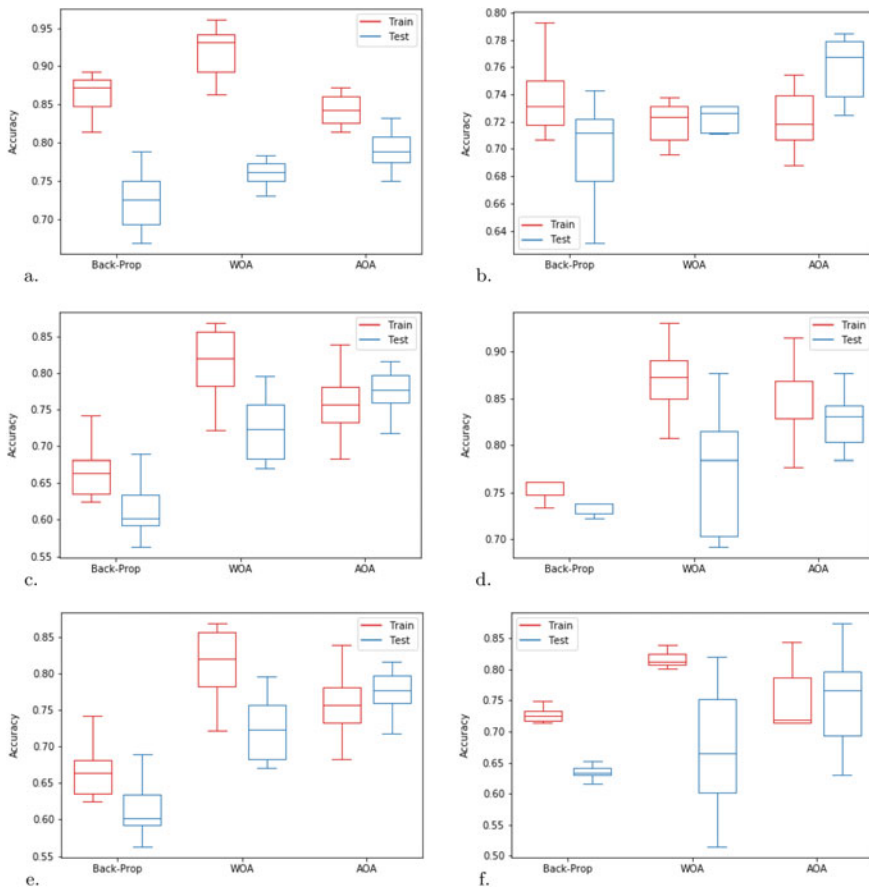 0.95
0.90
0.85
0.80
0.75
0.70
Accuracy
Train
Test
Back-Prop WOA AOA
a.
0.80
0.78
0.76
0.74
0.72
0.70
0.68
0.66
0.64
Accuracy
Train
Test
Back-Prop WOA AOA
b.
0.85
0.80
0.75
0.70
0.65
0.60
0.55
Accuracy
Train
Test
Back-Prop WOA AOA
c.
0.90
0.85
0.80
0.75
0.70
Accuracy
Train
Test
Back-Prop WOA AOA
d.
0.85
0.80
0.75
0.70
0.65
0.60
0.55
Accuracy
Train
Test
Back-Prop WOA AOA
e.
0.85
0.80
0.75
0.70
0.65
0.60
0.55
0.50
Accuracy
Train
Test
Back-Prop WOA AOA
f.